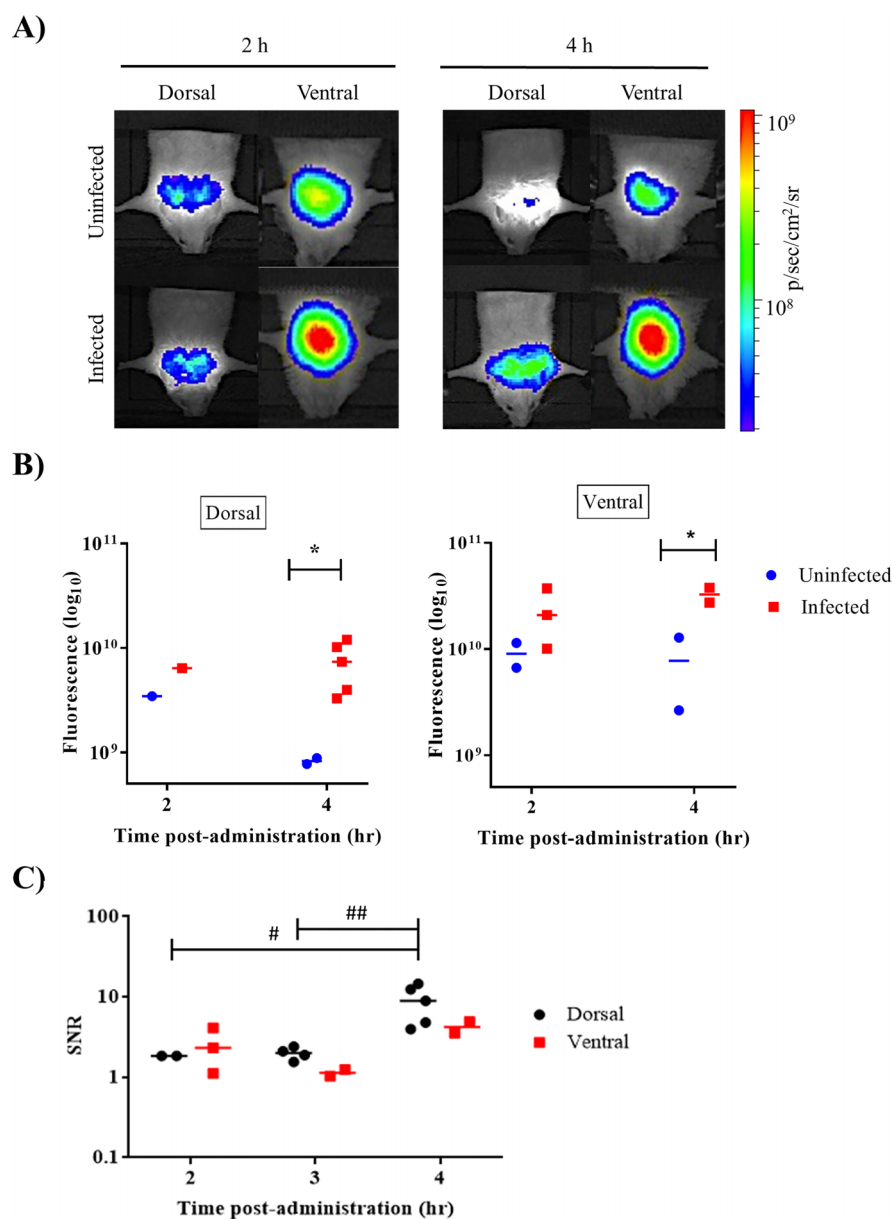 A)
2 h
4 h
Dorsal
Ventral
Dorsal
Ventral
Uninfected
Infected
10⁹
10⁸
p/sec/cm²/sr
B)
Dorsal
Fluorescence (log₁₀)
10¹¹
10¹⁰
10⁹
*
2
4
Time post-administration (hr)
Ventral
Fluorescence (log₁₀)
10¹¹
10¹⁰
10⁹
*
2
4
Time post-administration (hr)
Uninfected
Infected
C)
SNR
100
10
1
0.1
#
##
2
3
4
Time post-administration (hr)
Dorsal
Ventral